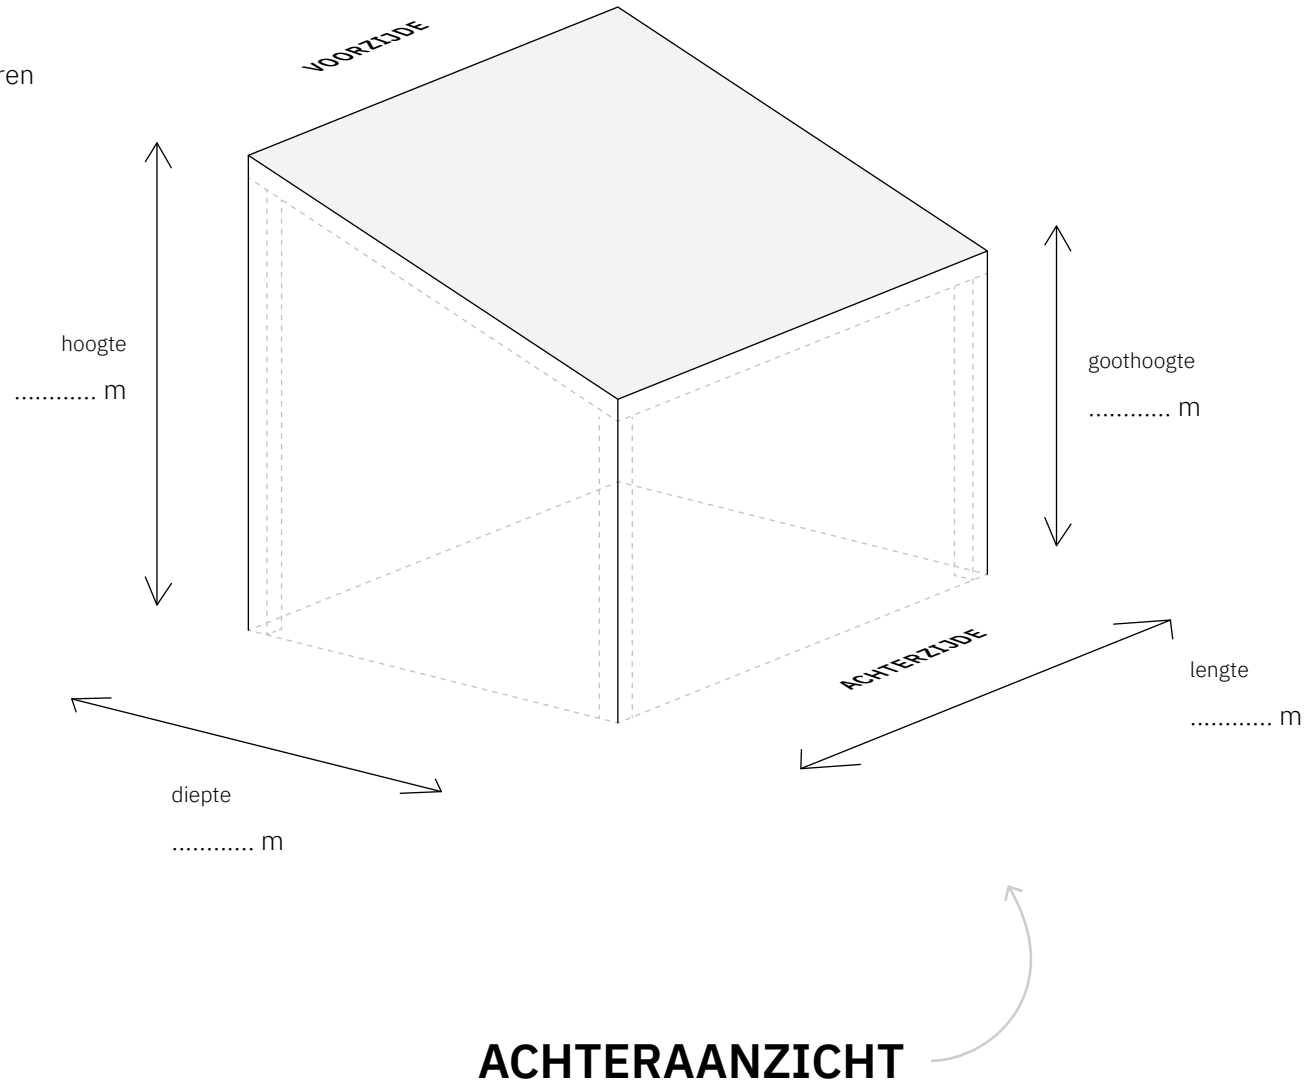 VOORZIJDE
ren
hoogte
............ m
goothoogte
............ m
ACHTERZIJDE
lengte
............ m
diepte
............ m
ACHTERAANZICHT